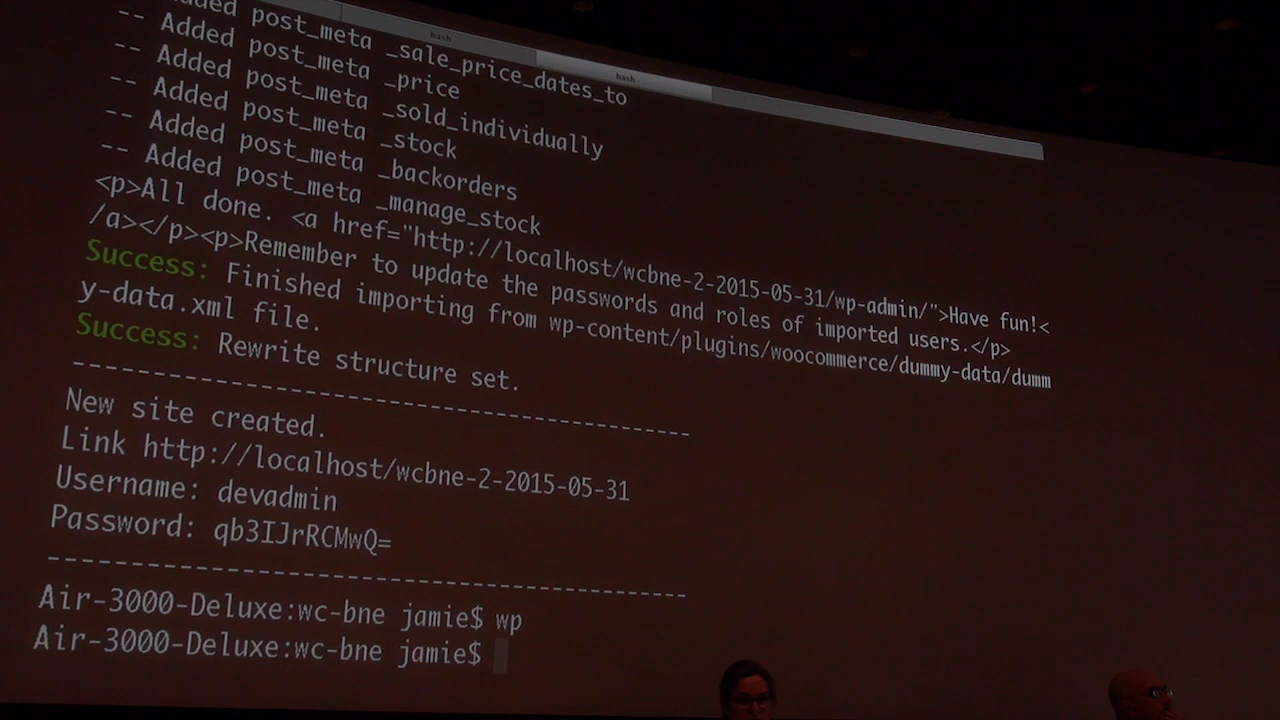 bash
bash
Added post_meta _sale_price_dates_to
-- Added post_meta _price
-- Added post_meta _sold_individually
-- Added post_meta _stock
-- Added post_meta _backorders
-- Added post_meta _manage_stock
<p>All done. <a href="http://localhost/wcbne-2-2015-05-31/wp-admin/">Have fun!<
/a></p><p>Remember to update the passwords and roles of imported users.</p>
Success: Finished importing from wp-content/plugins/woocommerce/dummy-data/dumm
y-data.xml file.
Success: Rewrite structure set.
----------------------------------------
New site created.
Link http://localhost/wcbne-2-2015-05-31
Username: devadmin
Password: qb3IJrRCMwQ=
----------------------------------------
Air-3000-Deluxe:wc-bne jamie$ wp
Air-3000-Deluxe:wc-bne jamie$